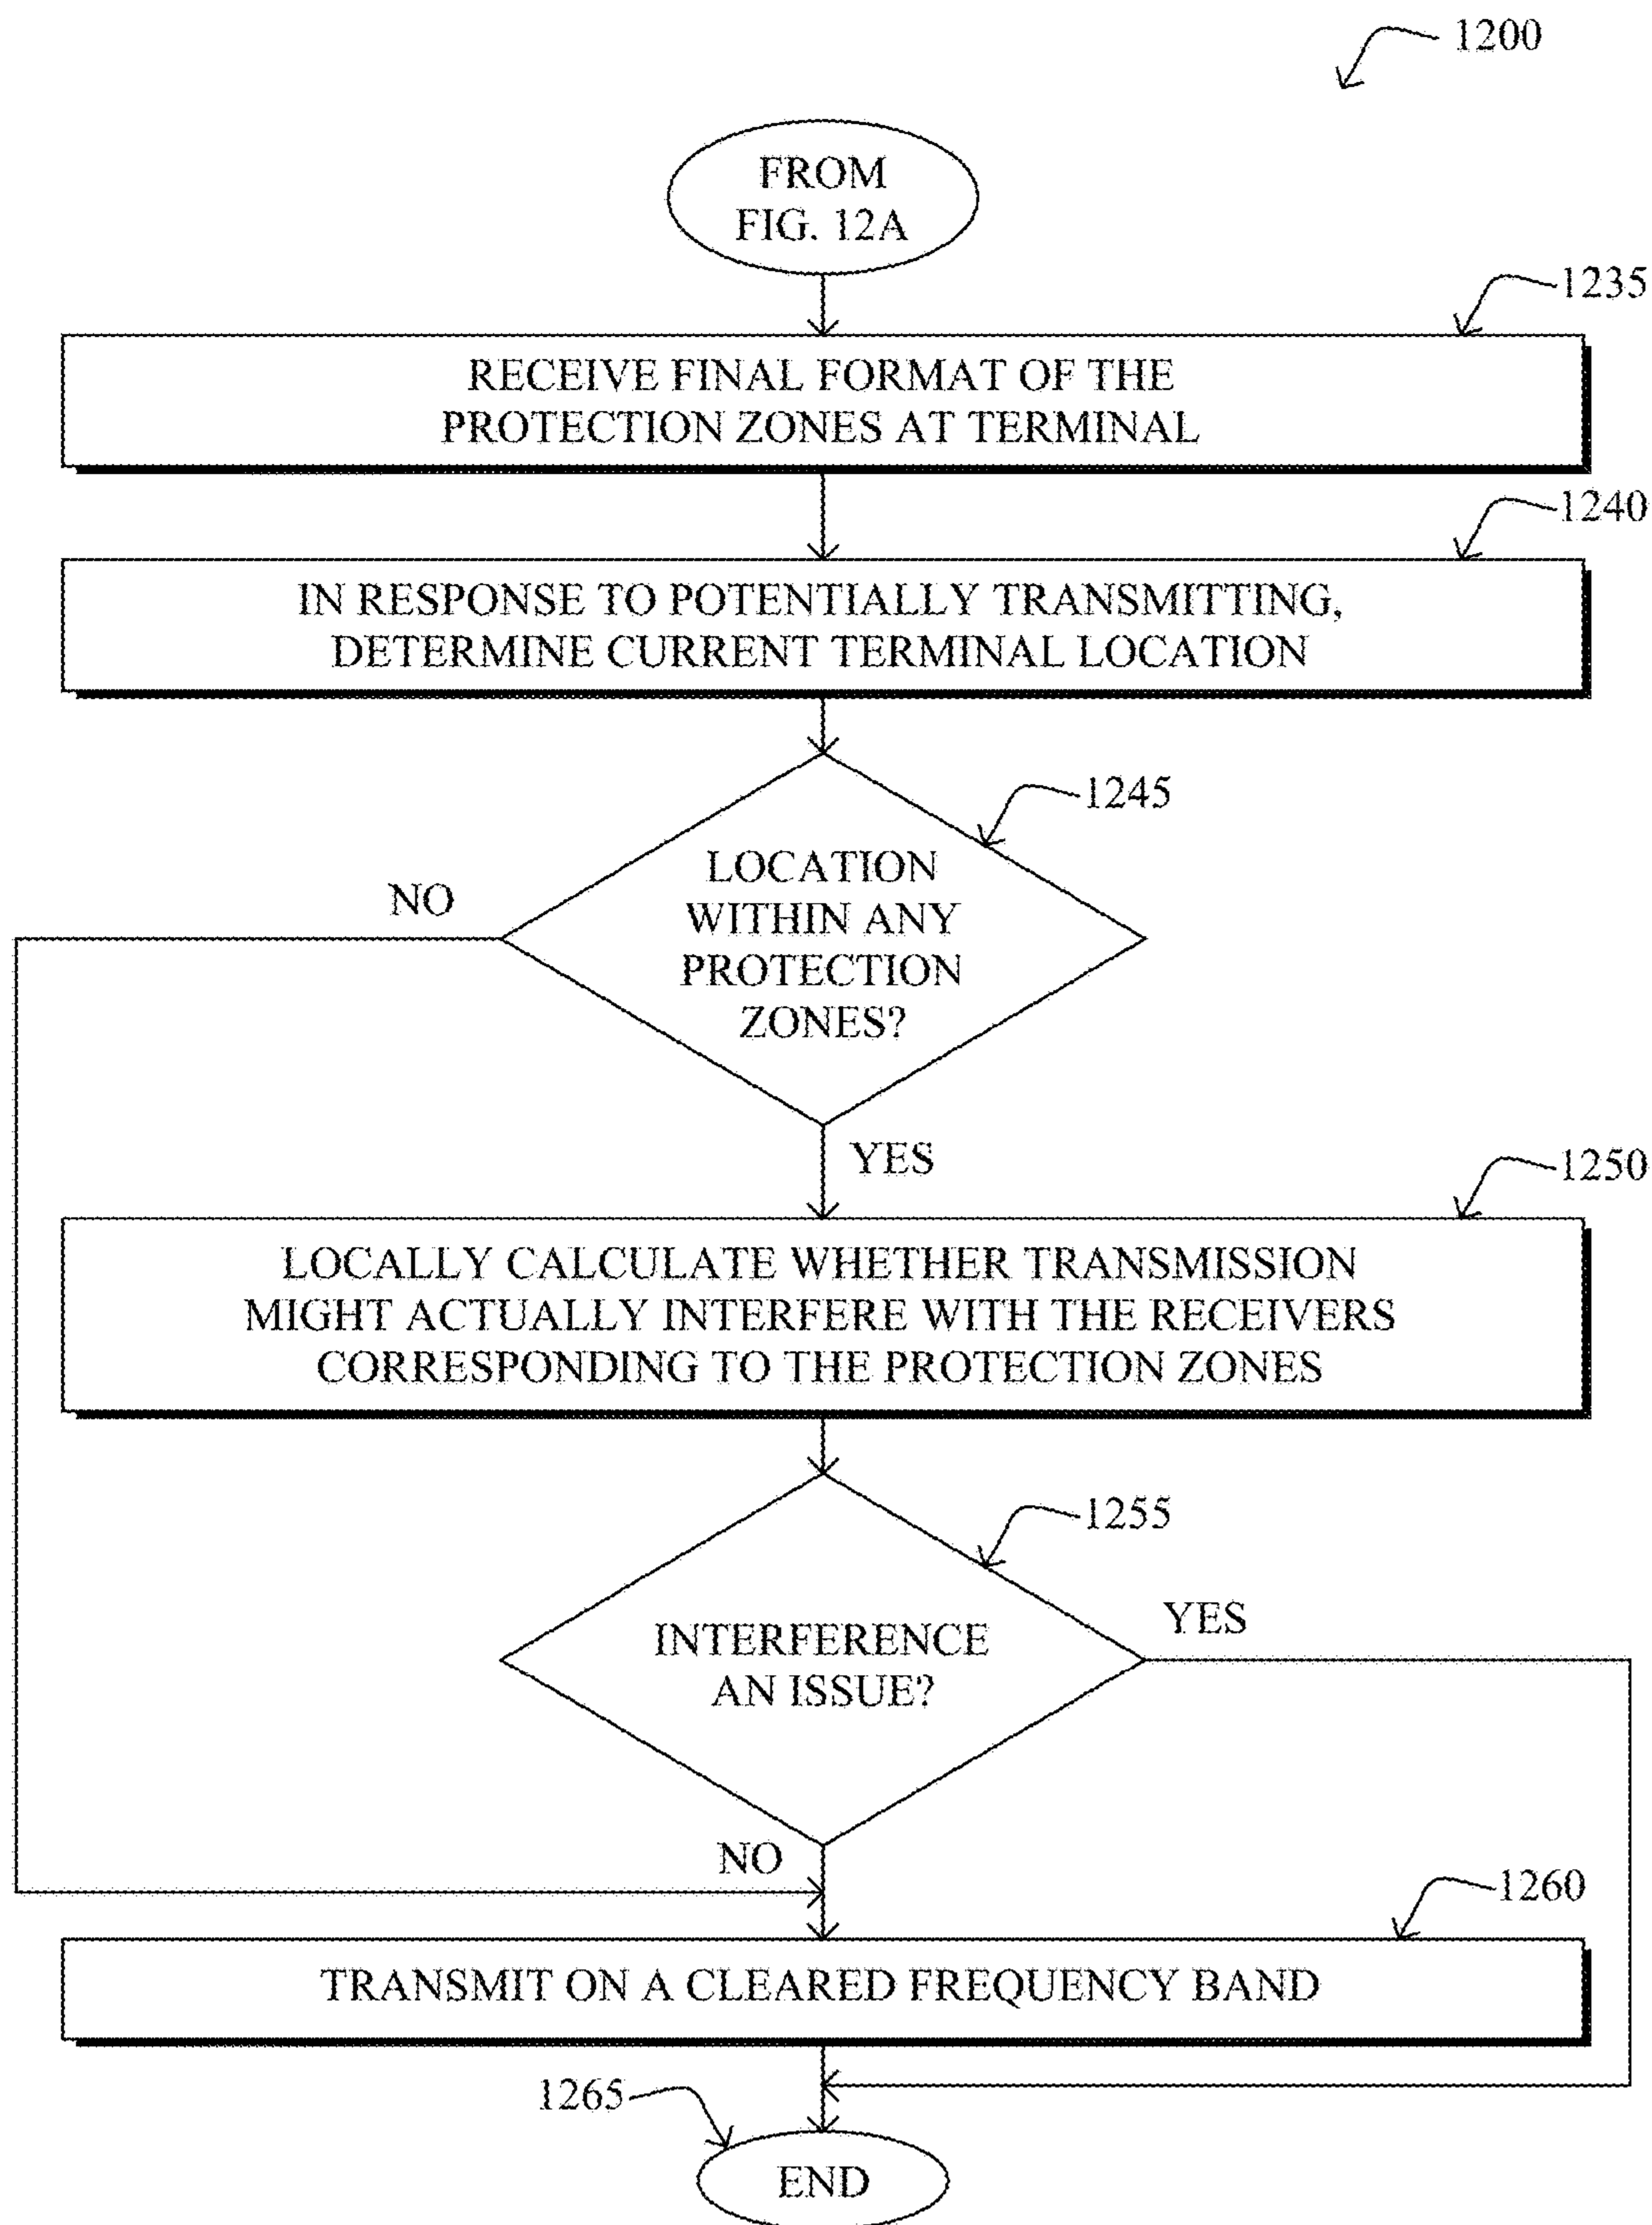 1200
FROM
FIG. 12A
1235
RECEIVE FINAL FORMAT OF THE
PROTECTION ZONES AT TERMINAL
1240
IN RESPONSE TO POTENTIALLY TRANSMITTING,
DETERMINE CURRENT TERMINAL LOCATION
1245
LOCATION
WITHIN ANY
PROTECTION
ZONES?
NO
YES
1250
LOCALLY CALCULATE WHETHER TRANSMISSION
MIGHT ACTUALLY INTERFERE WITH THE RECEIVERS
CORRESPONDING TO THE PROTECTION ZONES
1255
INTERFERENCE
AN ISSUE?
YES
NO
1260
TRANSMIT ON A CLEARED FREQUENCY BAND
1265
END